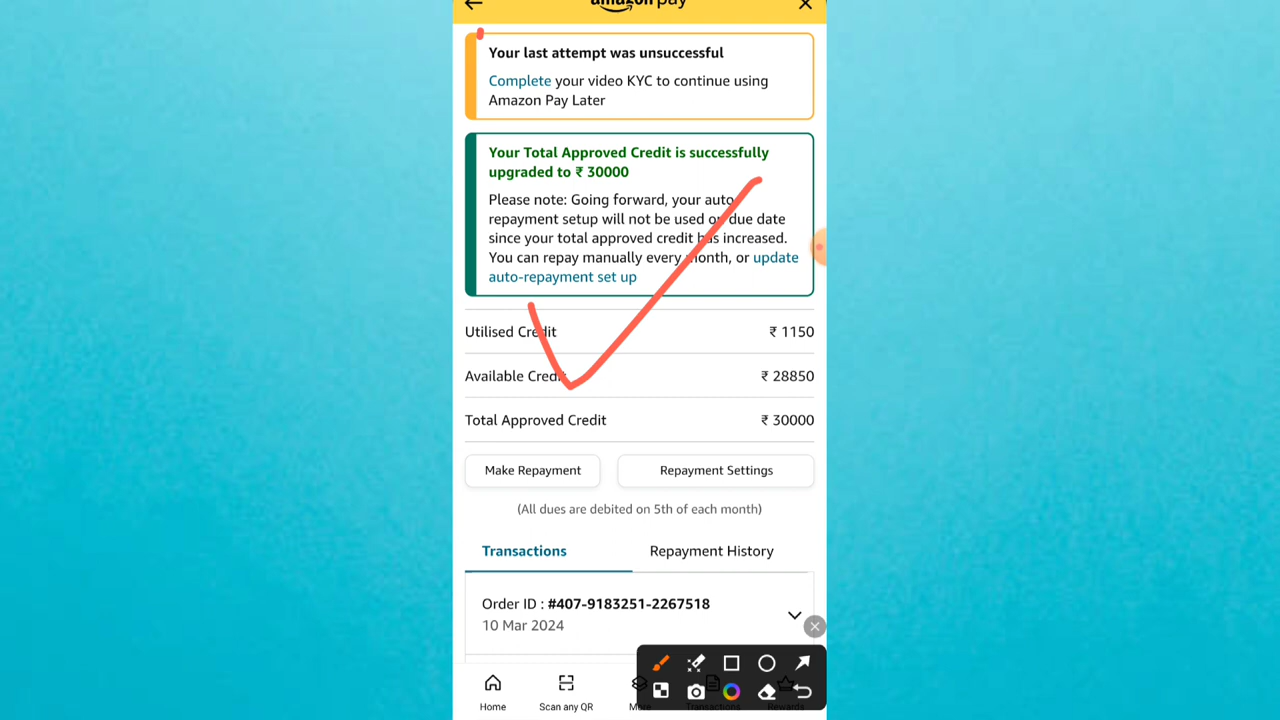 amazon pay
Your last attempt was unsuccessful
Complete your video KYC to continue using
Amazon Pay Later
Your Total Approved Credit is successfully
upgraded to ₹ 30000
Please note: Going forward, your auto-
repayment setup will not be used on due date
since your total approved credit has increased.
You can repay manually every month, or update
auto-repayment set up
Utilised Credit ₹ 1150
Available Credit ₹ 28850
Total Approved Credit ₹ 30000
Make Repayment Repayment Settings
(All dues are debited on 5th of each month)
Transactions Repayment History
Order ID : #407-9183251-2267518
10 Mar 2024
Home Scan any QR More Transactions Rewards